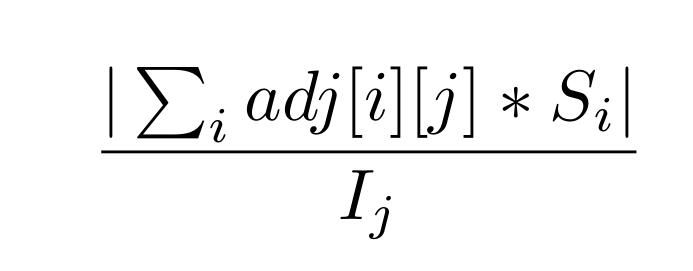 | ∑_i adj[i][j] * S_i |
I_j